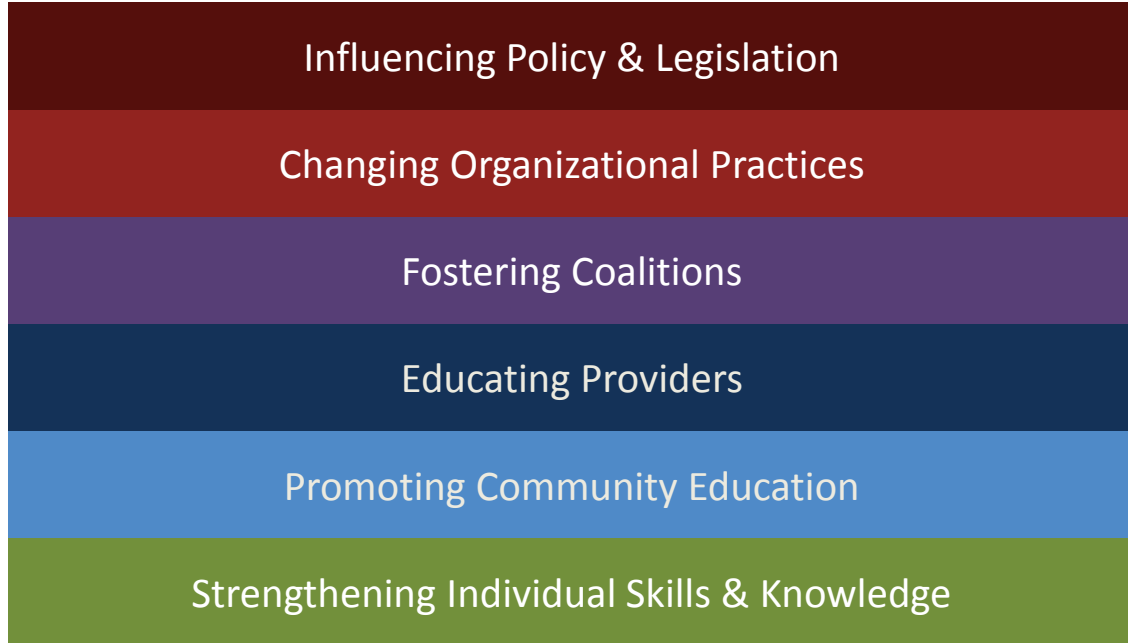 Influencing Policy & Legislation
Changing Organizational Practices
Fostering Coalitions
Educating Providers
Promoting Community Education
Strengthening Individual Skills & Knowledge